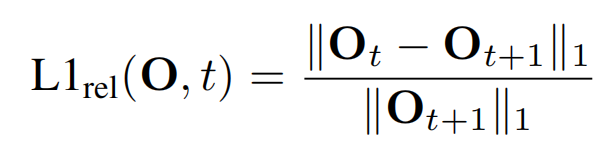 L1_rel(O, t) = ‖O_t − O_{t+1}‖_1 / ‖O_{t+1}‖_1